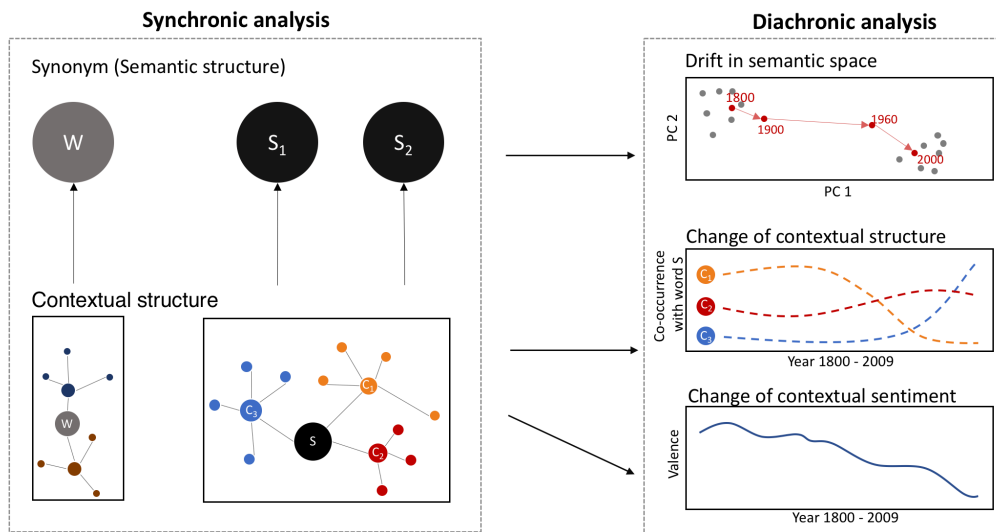 Synchronic analysis
Synonym (Semantic structure)
W
S1
S2
Contextual structure
W
C3
C1
S
C2
Diachronic analysis
Drift in semantic space
PC 2
1800
1900
1960
2000
PC 1
Change of contextual structure
Co-occurrence
with word S
C1
C2
C3
Year 1800 - 2009
Change of contextual sentiment
Valence
Year 1800 - 2009